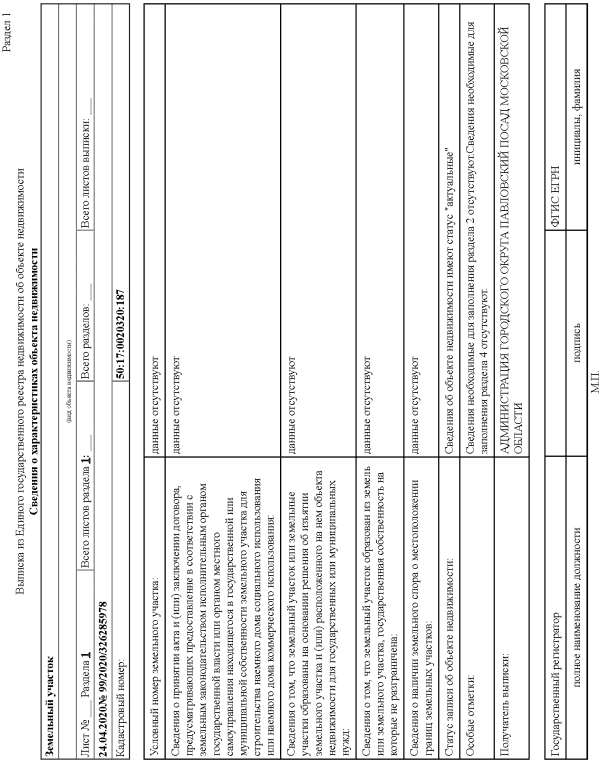 Раздел 1
Выписка из Единого государственного реестра недвижимости об объекте недвижимости
Сведения о характеристиках объекта недвижимости
Земельный участок
(вид объекта недвижимости)
Лист № ___ Раздела 1
Всего листов раздела 1: ___
Всего разделов: ___
Всего листов выписки: ___
24.04.2020№ 99/2020/326285978
Кадастровый номер:
50:17:0020320:187
Условный номер земельного участка:
данные отсутствуют
Сведения о принятии акта и (или) заключении договора,
предусматривающих предоставление в соответствии с
земельным законодательством исполнительным органом
государственной власти или органом местного
самоуправления находящегося в государственной или
муниципальной собственности земельного участка для
строительства наемного дома социального использования
или наемного дома коммерческого использования:
данные отсутствуют
Сведения о том, что земельный участок или земельные
участки образованы на основании решения об изъятии
земельного участка и (или) расположенного на нем объекта
недвижимости для государственных или муниципальных
нужд:
данные отсутствуют
Сведения о том, что земельный участок образован из земель
или земельного участка, государственная собственность на
которые не разграничена:
данные отсутствуют
Сведения о наличии земельного спора о местоположении
границ земельных участков:
данные отсутствуют
Статус записи об объекте недвижимости:
Сведения об объекте недвижимости имеют статус "актуальные"
Особые отметки:
Сведения необходимые для заполнения раздела 2 отсутствуют.Сведения необходимые для
заполнения раздела 4 отсутствуют.
Получатель выписки:
АДМИНИСТРАЦИЯ ГОРОДСКОГО ОКРУГА ПАВЛОВСКИЙ ПОСАД МОСКОВСКОЙ
ОБЛАСТИ
Государственный регистратор
ФГИС ЕГРН
полное наименование должности
подпись
инициалы, фамилия
М.П.